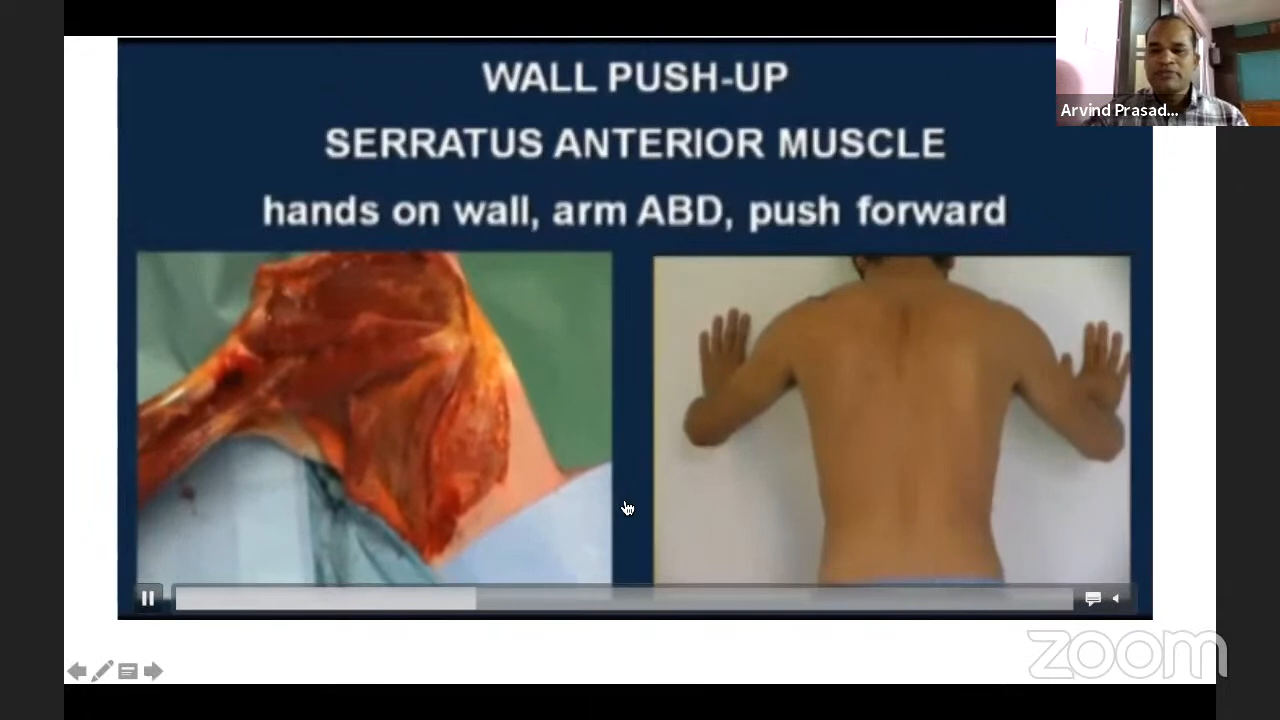 WALL PUSH-UP
SERRATUS ANTERIOR MUSCLE
hands on wall, arm ABD, push forward
Arvind Prasad...
zoom